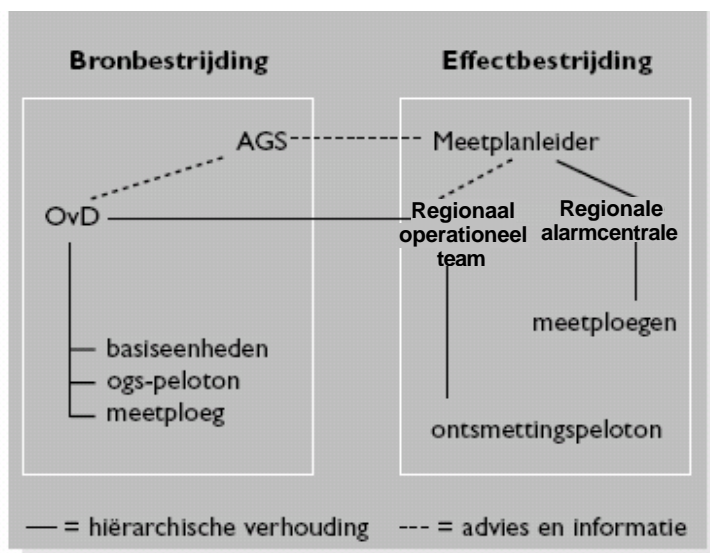 Bronbestrijding
Effectbestrijding
AGS
Meetplanleider
OvD
Regionaal
operationeel
team
Regionale
alarmcentrale
meetploegen
basiseenheden
ogs-peloton
meetploeg
ontsmettingspeloton
— = hiërarchische verhouding
--- = advies en informatie